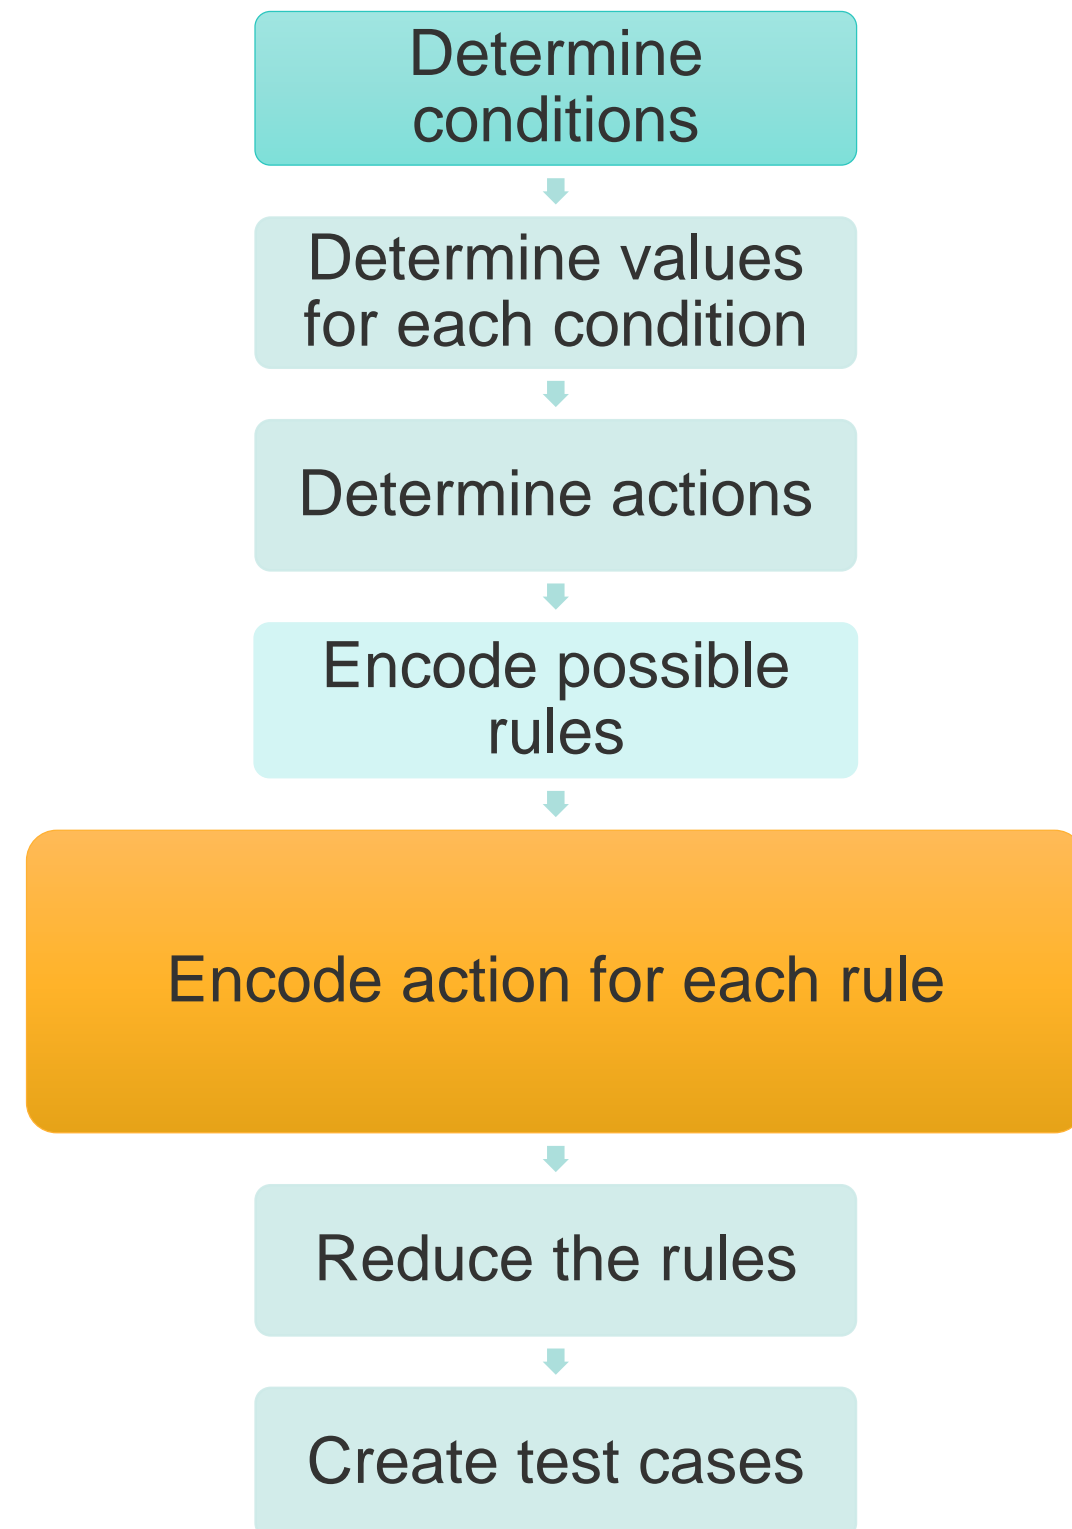 Determine
conditions
Determine values
for each condition
Determine actions
Encode possible
rules
Encode action for each rule
Reduce the rules
Create test cases